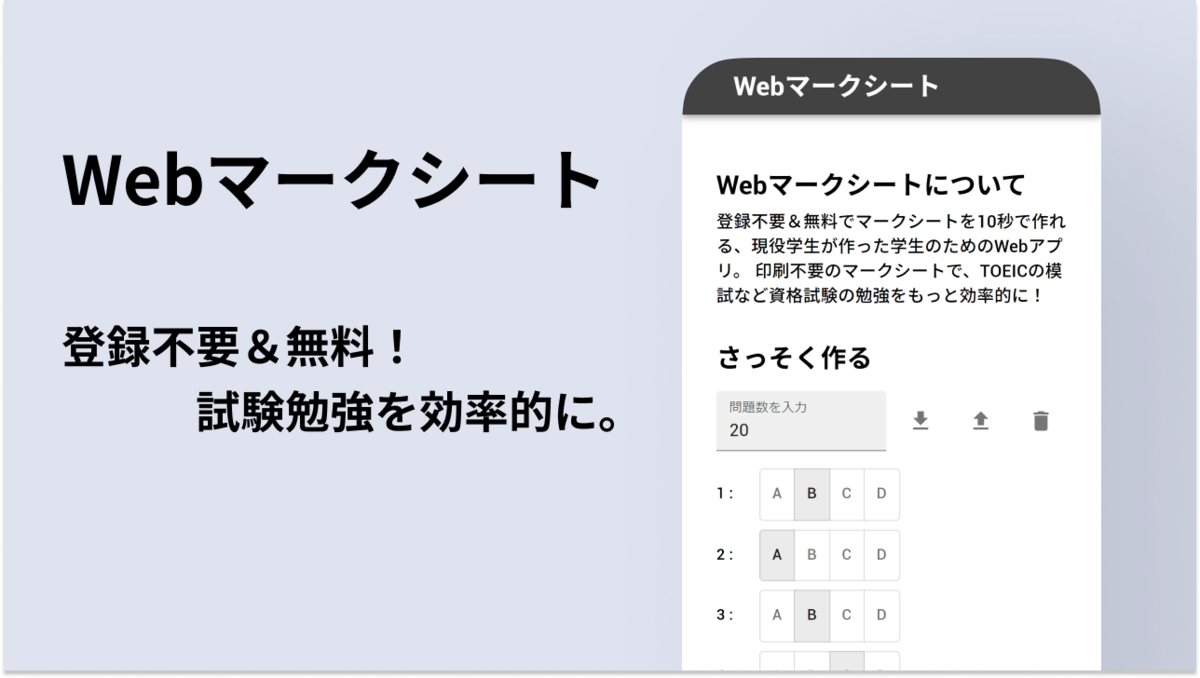 Webマークシート
登録不要＆無料！
試験勉強を効率的に。
Webマークシート
Webマークシートについて
登録不要＆無料でマークシートを10秒で作れ
る、現役学生が作った学生のためのWebアプ
リ。 印刷不要のマークシートで、TOEICの模
試など資格試験の勉強をもっと効率的に！
さっそく作る
問題数を入力
20
1 : A B C D
2 : A B C D
3 : A B C D